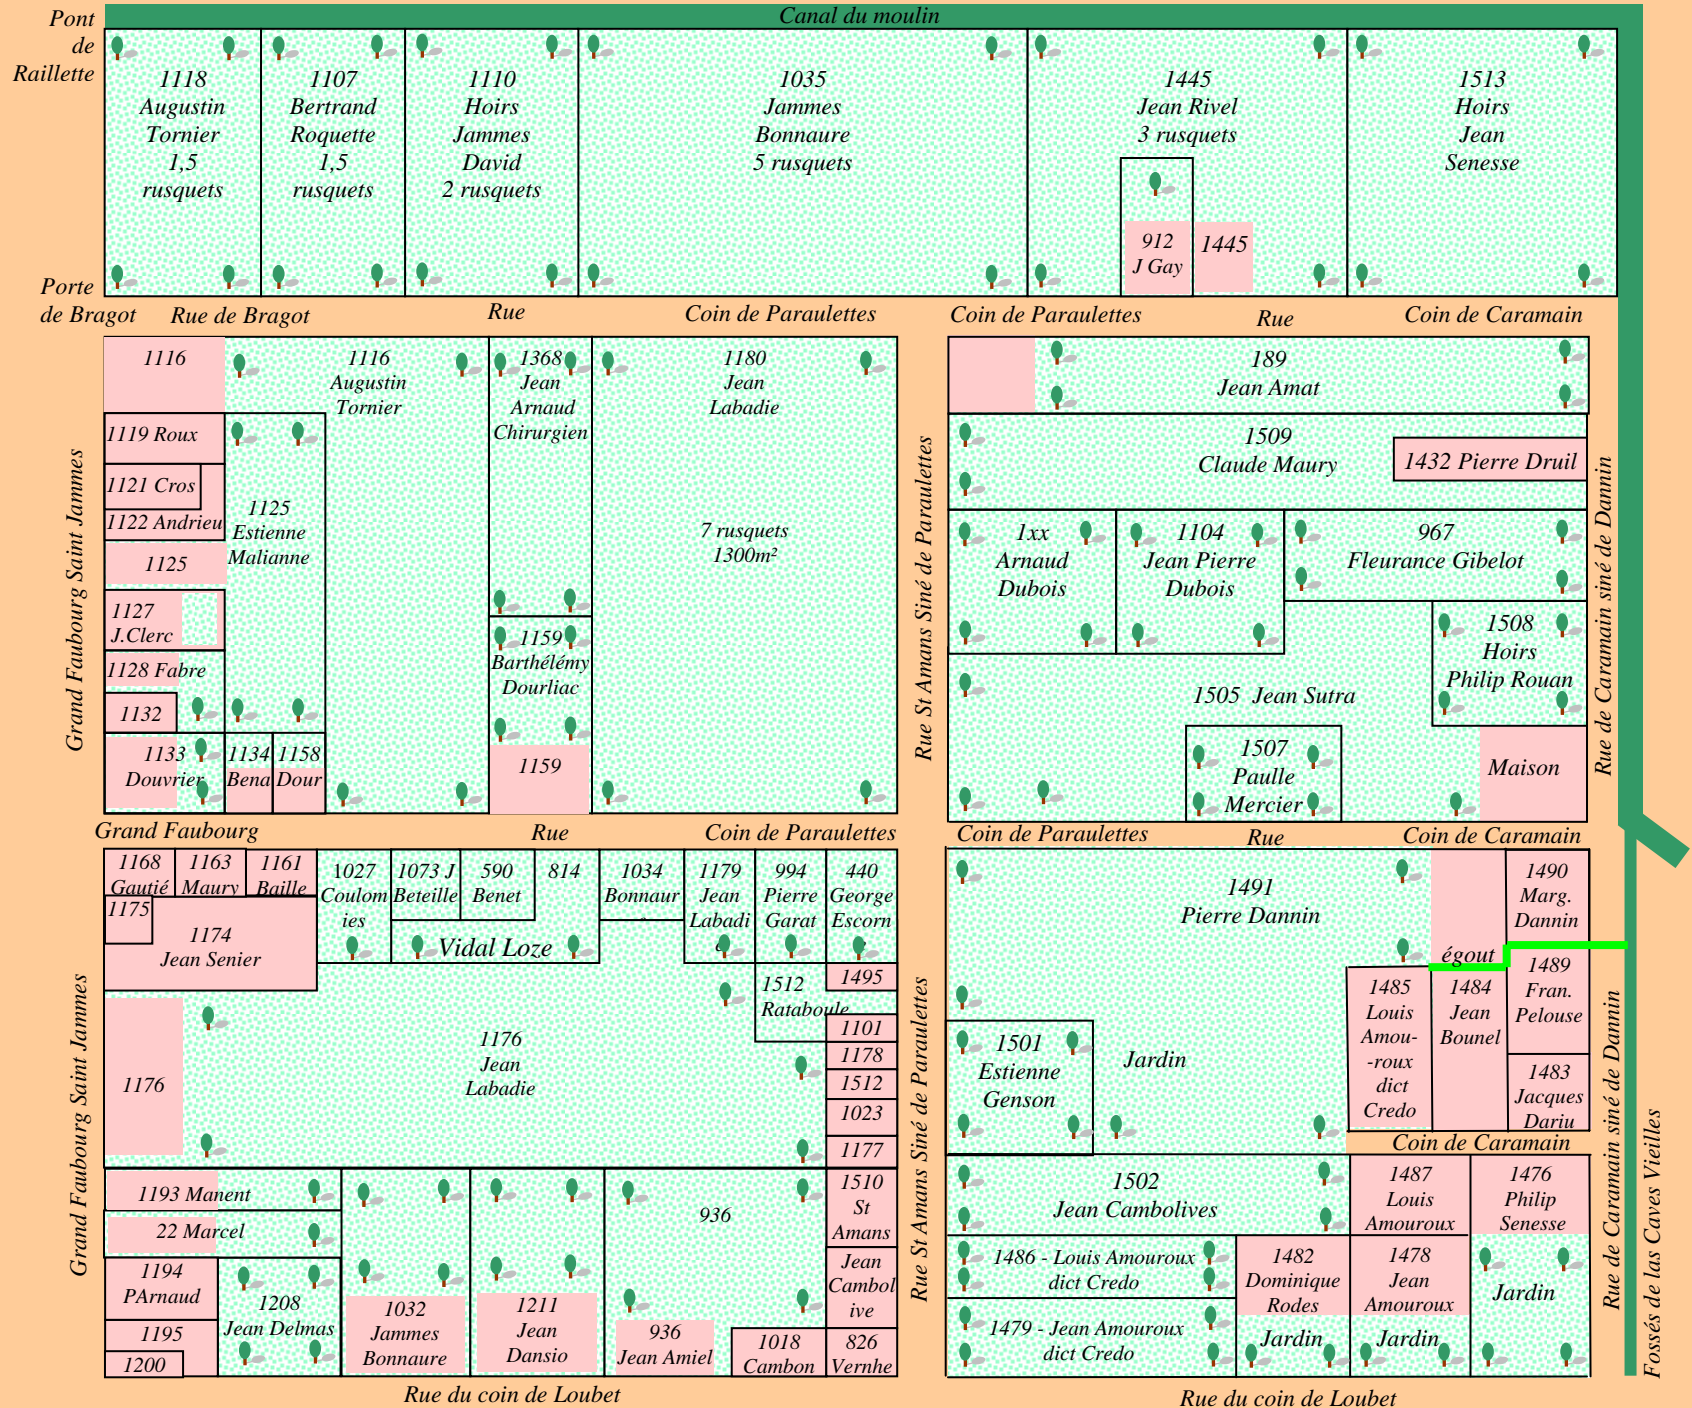 Pont
de
Raillette
Canal du moulin
1118
Augustin
Tornier
1,5
rusquets
1107
Bertrand
Roquette
1,5
rusquets
1110
Hoirs
Jammes
David
2 rusquets
1035
Jammes
Bonnaure
5 rusquets
1445
Jean Rivel
3 rusquets
912
J Gay
1445
1513
Hoirs
Jean
Senesse
Porte
de Bragot
Rue de Bragot
Rue
Coin de Paraulettes
Coin de Paraulettes
Rue
Coin de Caramain
Grand Faubourg Saint Jammes
1116
1119 Roux
1121 Cros
1122 Andrieu
1125
1127
J.Clerc
1128 Fabre
1132
1133
Douvrier
1134
Bena
1158
Dour
1125
Estienne
Malianne
1116
Augustin
Tornier
1368
Jean
Arnaud
Chirurgien
1159
Barthélémy
Dourliac
1159
1180
Jean
Labadie
7 rusquets
1300m²
Rue St Amans Siné de Paraulettes
189
Jean Amat
1509
Claude Maury
1432 Pierre Druil
1xx
Arnaud
Dubois
1104
Jean Pierre
Dubois
967
Fleurance Gibelot
1508
Hoirs
Philip Rouan
1505 Jean Sutra
1507
Paulle
Mercier
Maison
Rue de Caramain siné de Dannin
Grand Faubourg
Rue
Coin de Paraulettes
Coin de Paraulettes
Rue
Coin de Caramain
Grand Faubourg Saint Jammes
1168
Gautié
1163
Maury
1161
Baille
1175
1174
Jean Senier
1027
Coulom
ies
1073 J
Beteille
590
Benet
814
Vidal Loze
1034
Bonnaur
1179
Jean
Labadi
994
Pierre
Garat
440
George
Escorn
1495
1512
Rataboule
1101
1178
1512
1023
1177
1176
1176
Jean
Labadie
1193 Manent
22 Marcel
1194
PArnaud
1195
1200
1208
Jean Delmas
1032
Jammes
Bonnaure
1211
Jean
Dansio
936
936
Jean Amiel
1018
Cambon
1510
St
Amans
Jean
Cambol
ive
826
Vernhe
Rue du coin de Loubet
Rue St Amans Siné de Paraulettes
1491
Pierre Dannin
1490
Marg.
Dannin
égout
1485
Louis
Amou-
-roux
dict
Credo
1484
Jean
Bounel
1489
Fran.
Pelouse
1483
Jacques
Dariu
1501
Estienne
Genson
Jardin
Coin de Caramain
1502
Jean Cambolives
1487
Louis
Amouroux
1476
Philip
Senesse
1486 - Louis Amouroux
dict Credo
1479 - Jean Amouroux
dict Credo
1482
Dominique
Rodes
Jardin
1478
Jean
Amouroux
Jardin
Jardin
Rue de Caramain siné de Dannin
Fossés de las Caves Vieilles
Rue du coin de Loubet